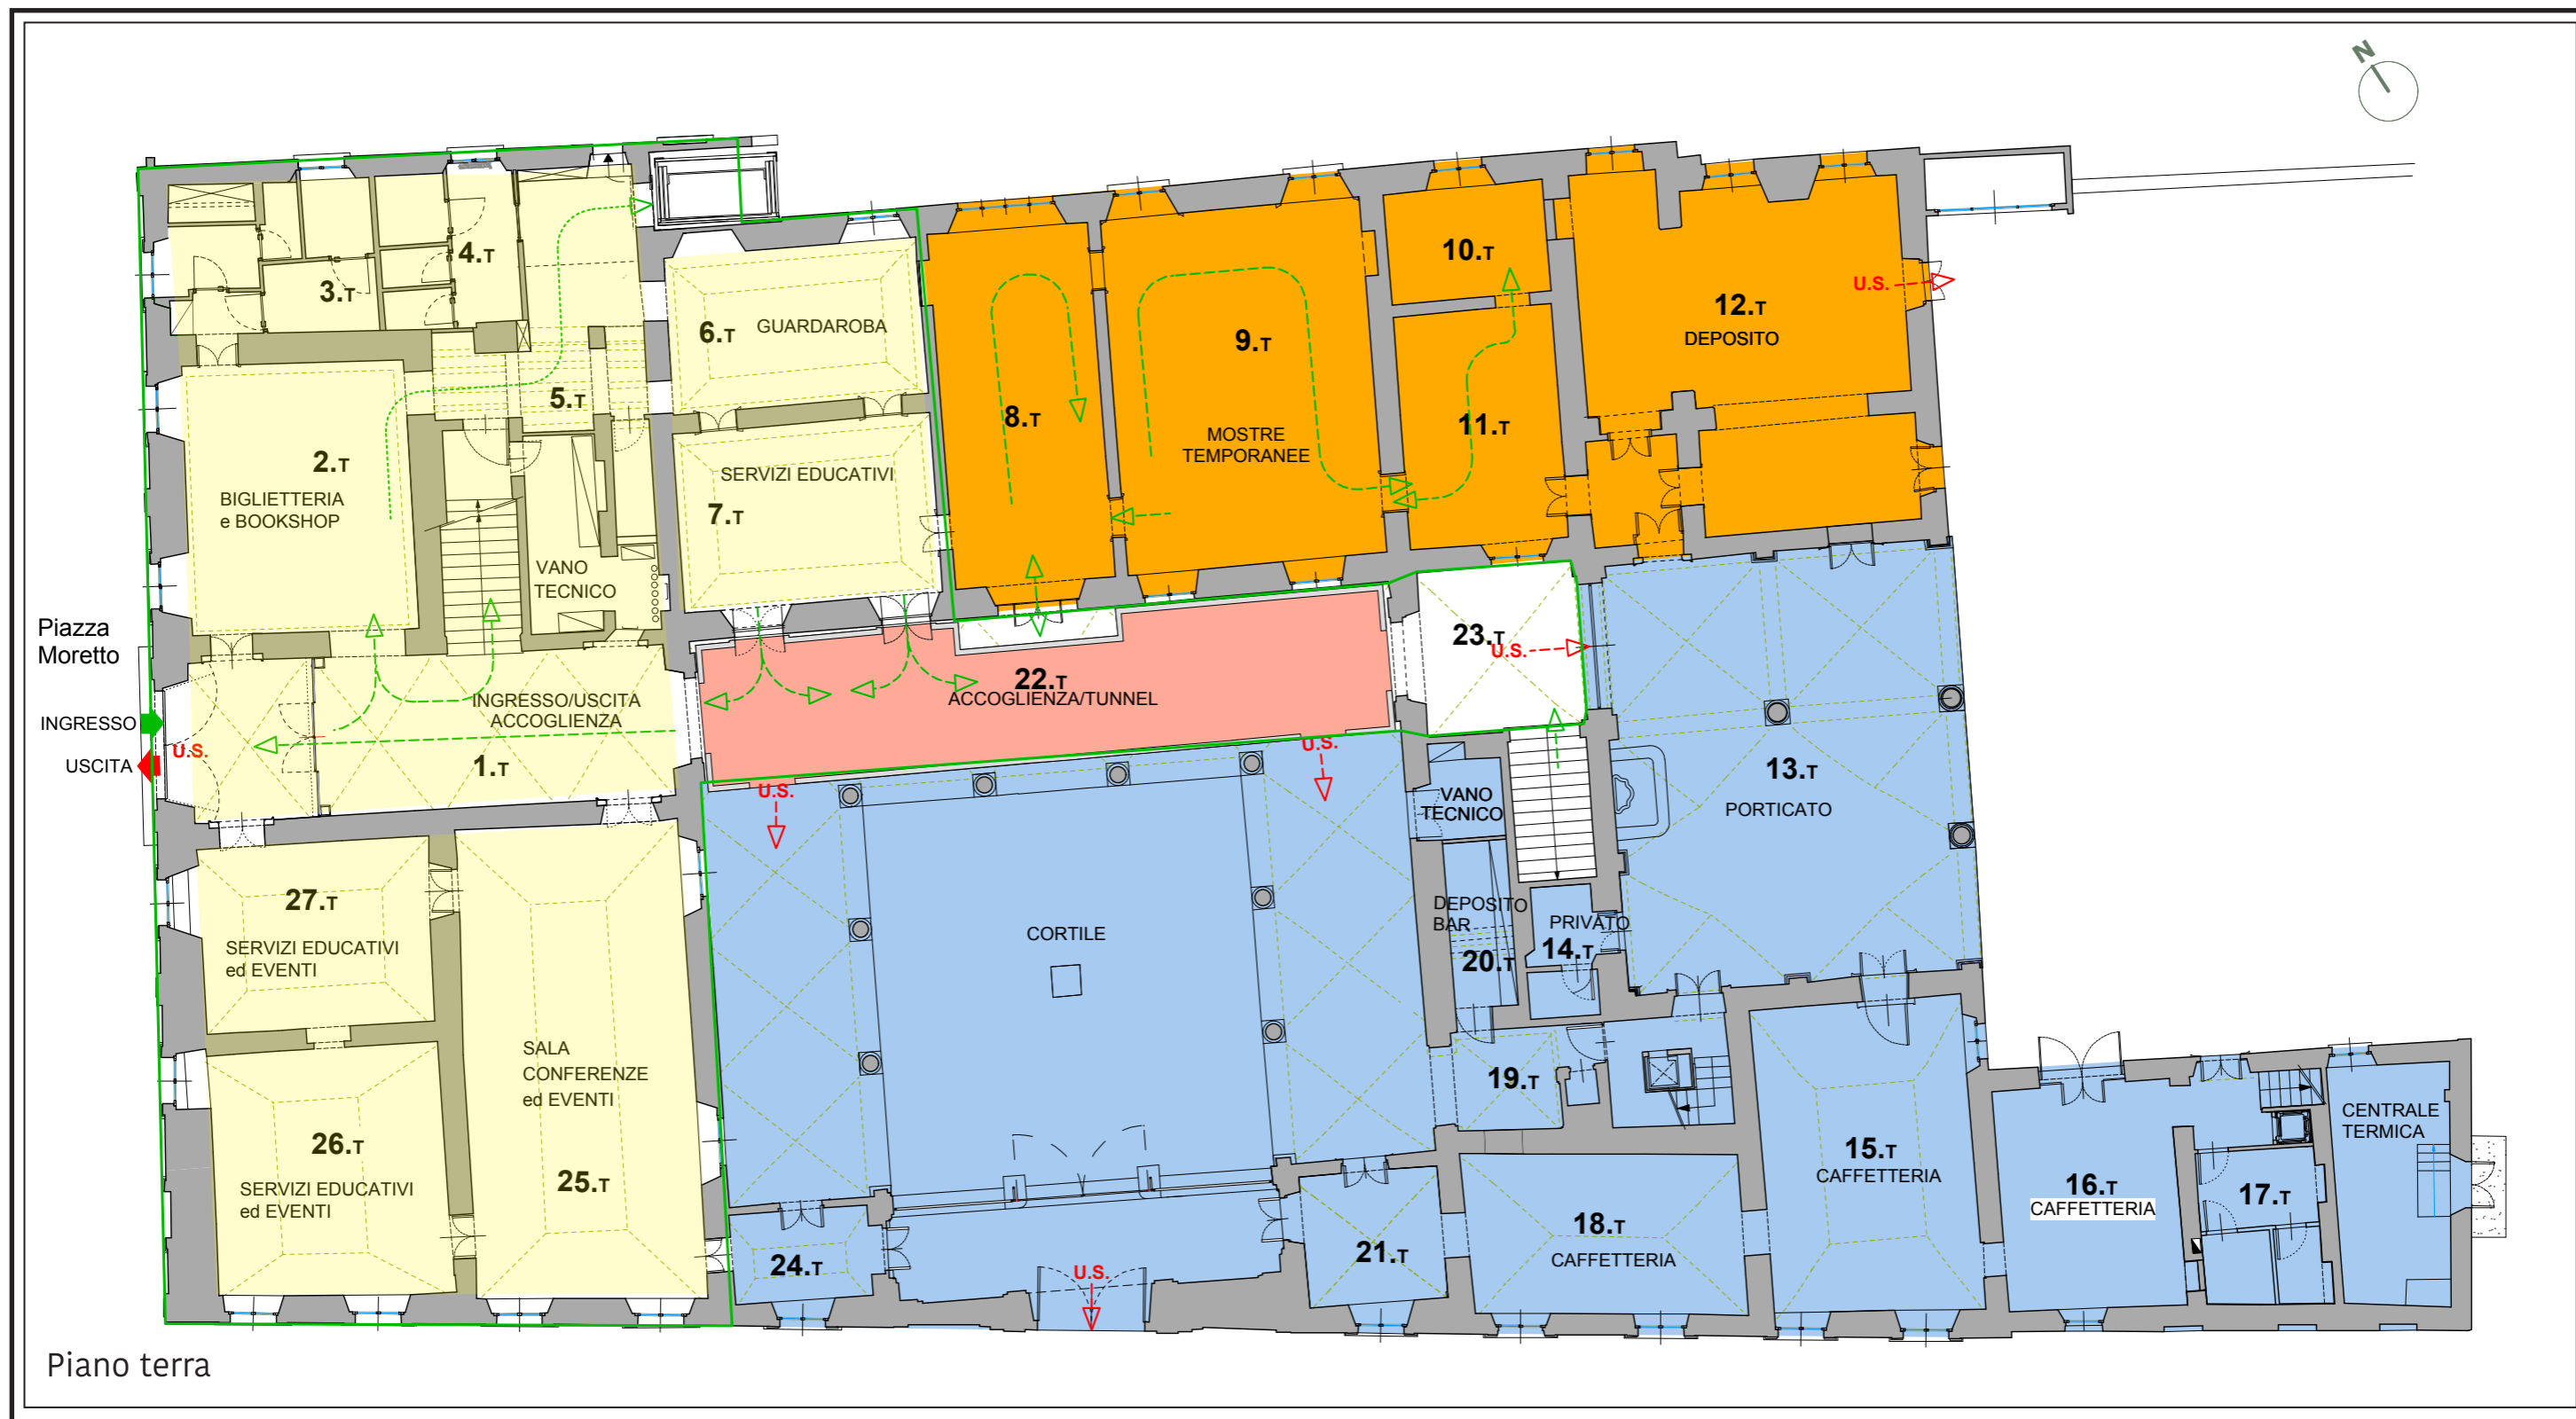 N
4.T
3.T
6.T GUARDAROBA
10.T
12.T
DEPOSITO
U.S.
9.T
5.T
8.T
11.T
MOSTRE
TEMPORANEE
2.T
BIGLIETTERIA
e BOOKSHOP
SERVIZI EDUCATIVI
7.T
VANO
TECNICO
Piazza
Moretto
INGRESSO
USCITA
U.S.
INGRESSO/USCITA
ACCOGLIENZA
1.T
22.T
ACCOGLIENZA/TUNNEL
23.T
U.S.
U.S.
U.S.
13.T
PORTICATO
VANO
TECNICO
27.T
SERVIZI EDUCATIVI
ed EVENTI
CORTILE
DEPOSITO
BAR
20.T
PRIVATO
14.T
SALA
CONFERENZE
ed EVENTI
25.T
26.T
SERVIZI EDUCATIVI
ed EVENTI
19.T
15.T
CAFFETTERIA
16.T
CAFFETTERIA
17.T
CENTRALE
TERMICA
18.T
CAFFETTERIA
21.T
24.T
U.S.
Piano terra